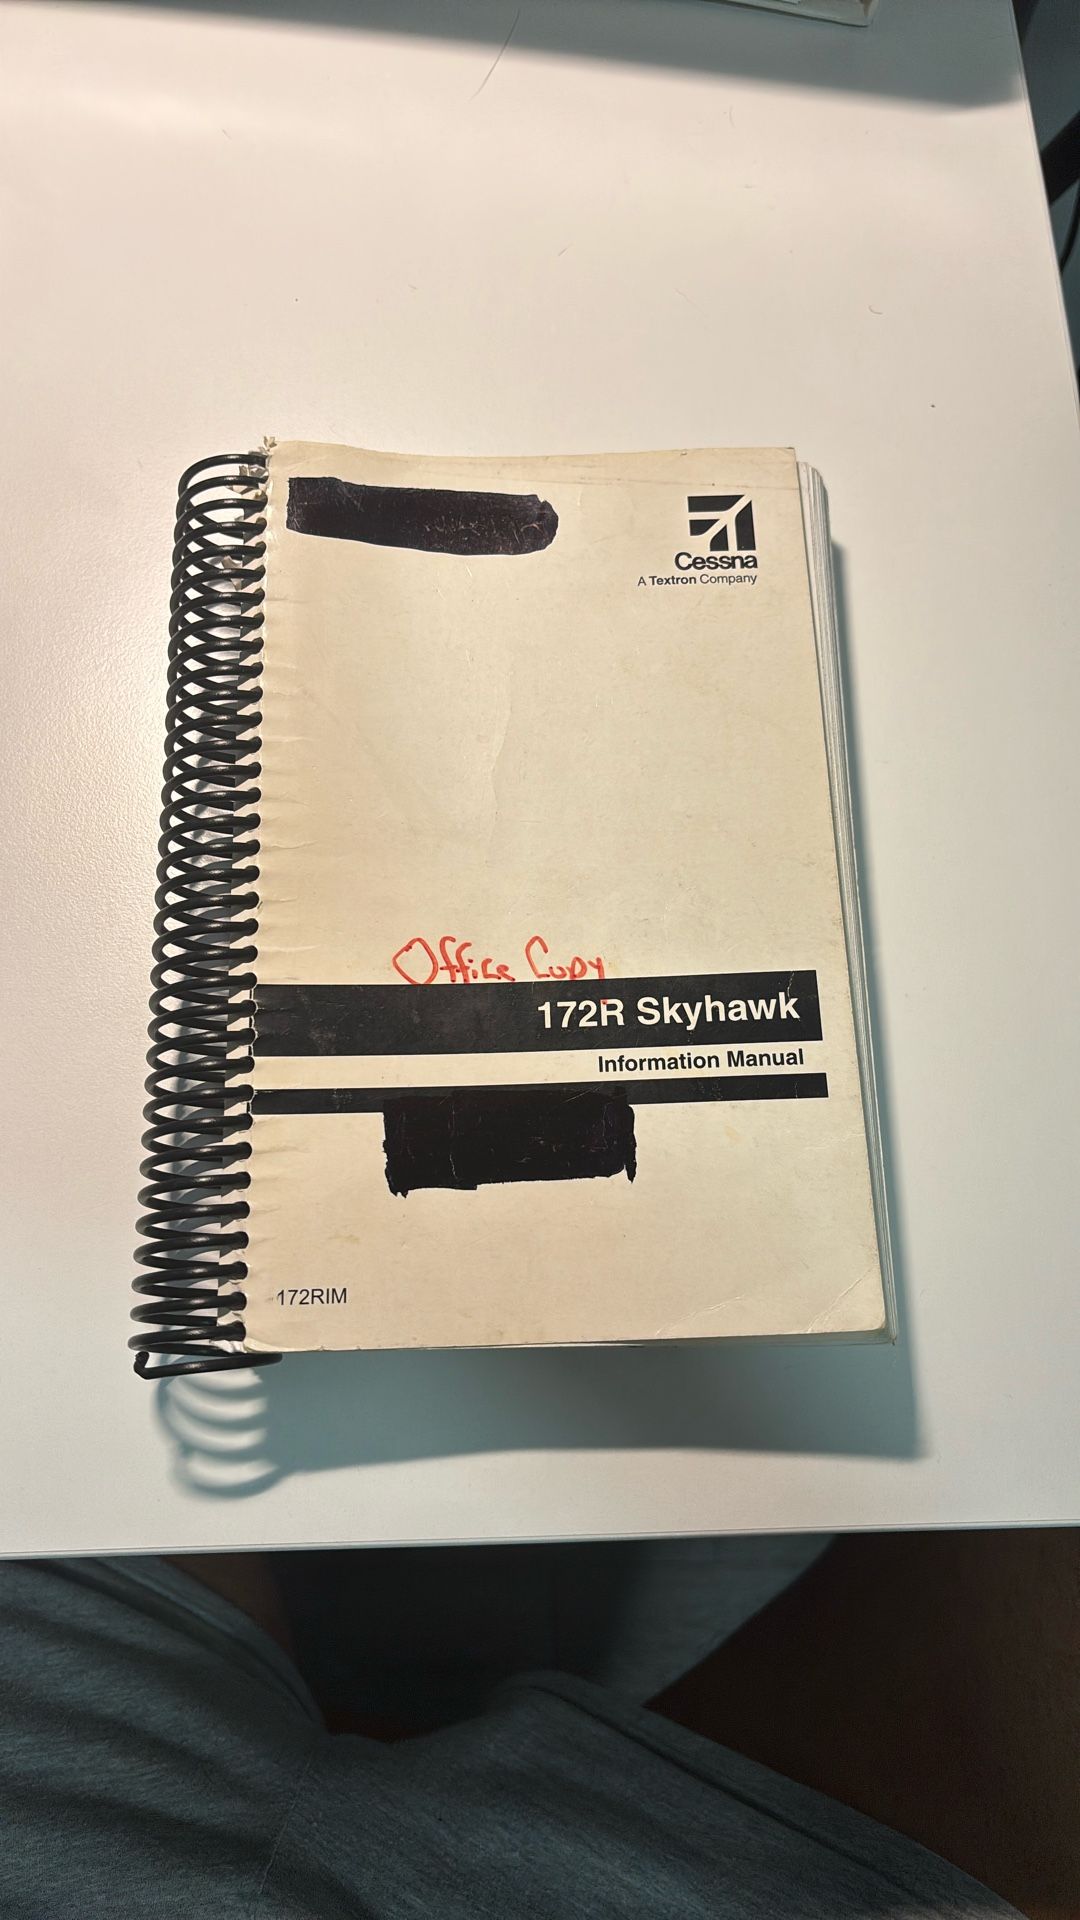 Cessna
A Textron Company
Office Copy
172R Skyhawk
Information Manual
172RIM